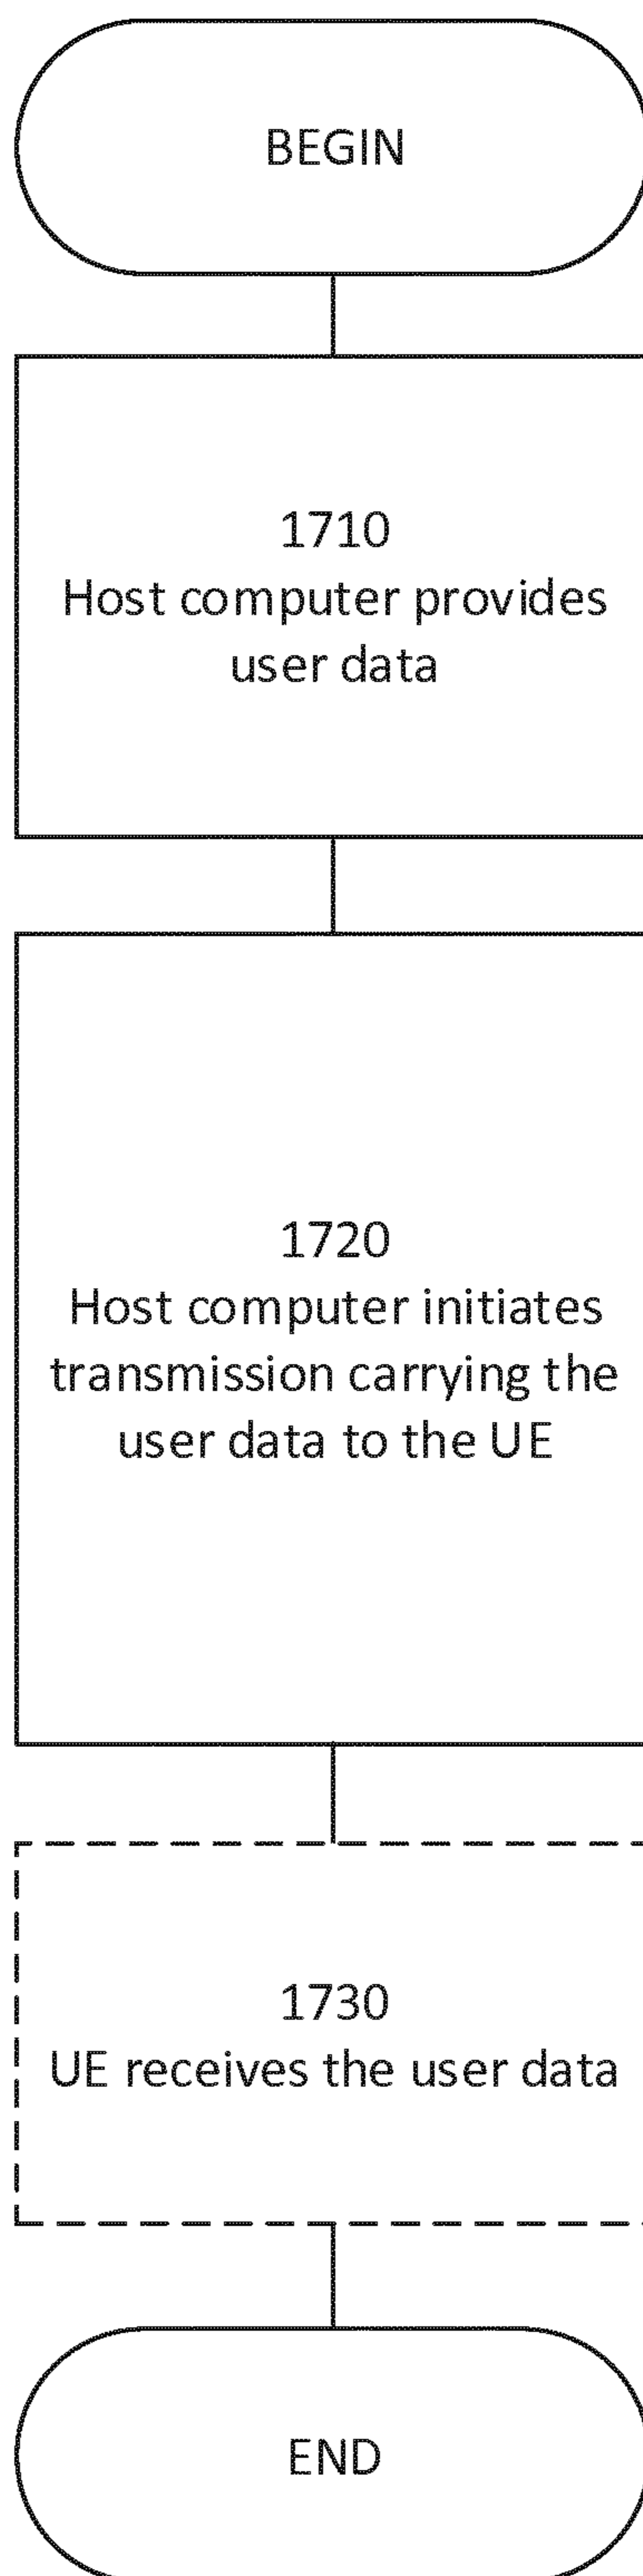 BEGIN
1710
Host computer provides
user data
1720
Host computer initiates
transmission carrying the
user data to the UE
1730
UE receives the user data
END